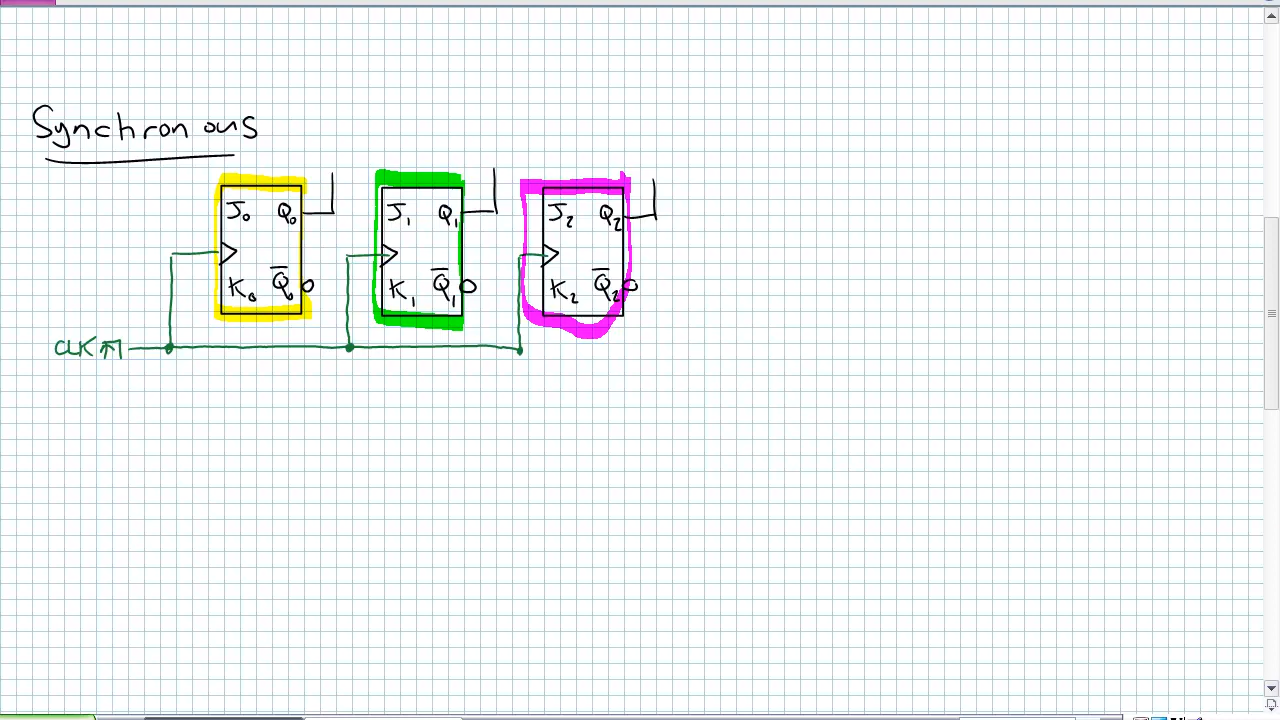 Synchronous
J₀ Q₀ J₁ Q₁ J₂ Q₂
K₀ Q̅₀ K₁ Q̅₁ K₂ Q̅₂
CLK